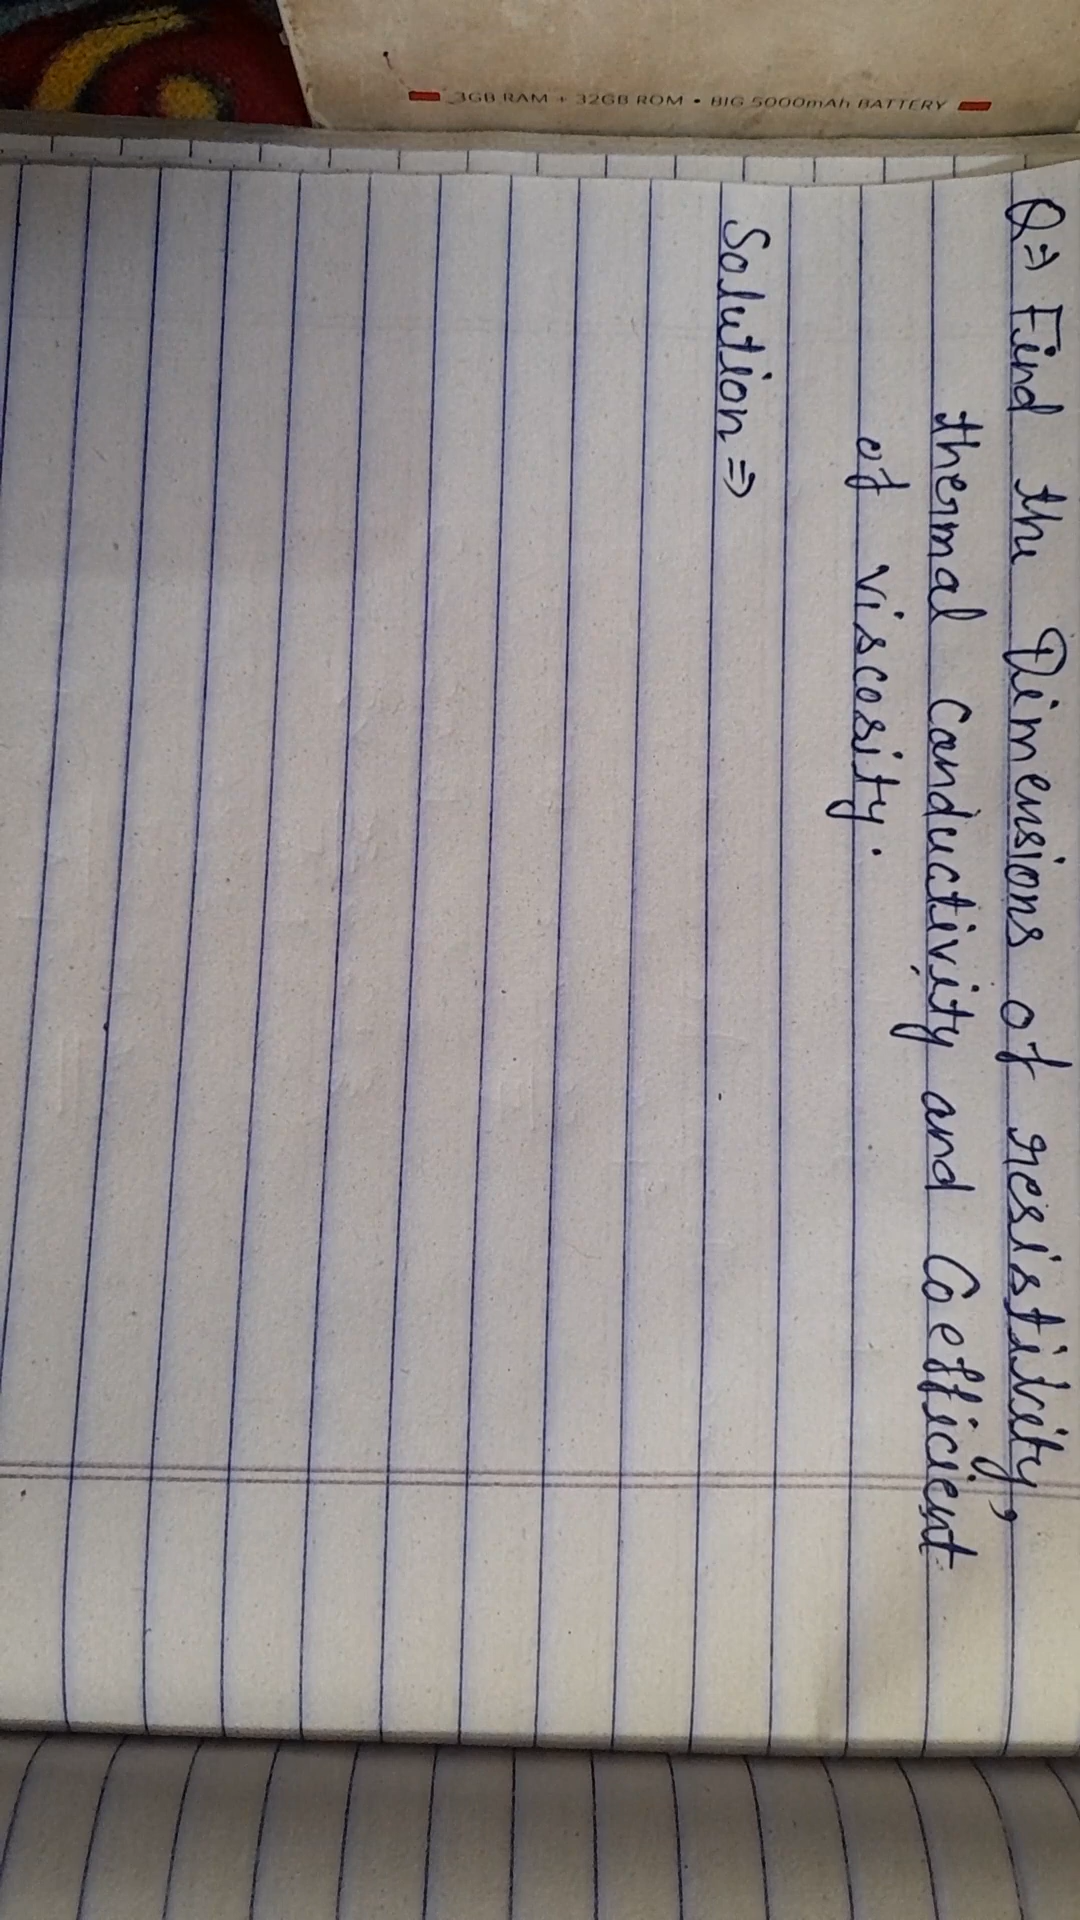 3GB RAM + 32GB ROM • BIG 5000mAh BATTERY
Q⇒ Find the Dimensions of resistivity,
thermal Conductivity and Coefficient
of viscosity.
Solution ⇒